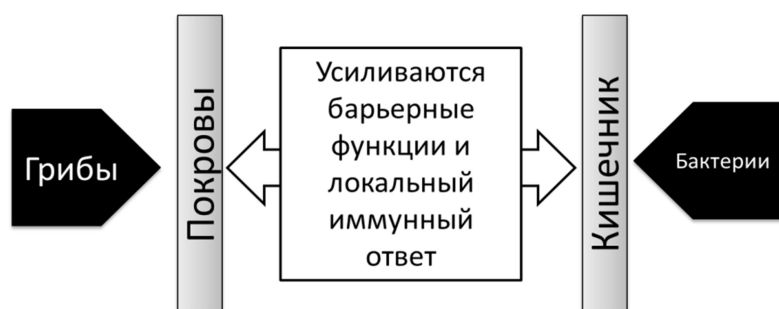 Грибы
Покровы
Усиливаются
барьерные
функции и
локальный
иммунный
ответ
Кишечник
Бактерии